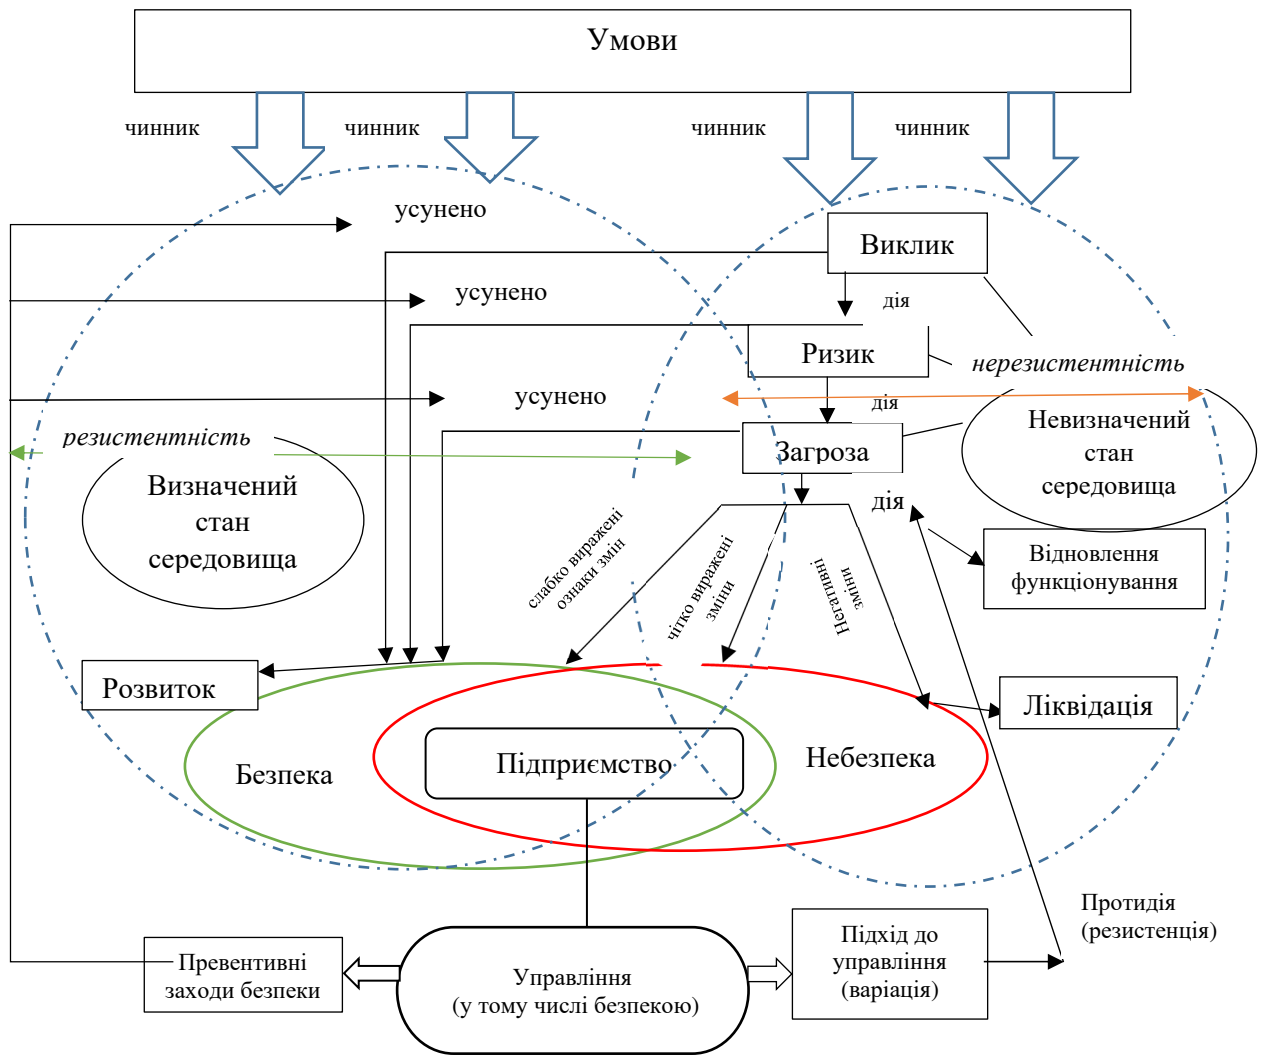 Умови
чинник
чинник
чинник
чинник
усунено
Виклик
усунено
дія
Ризик
нерезистентність
усунено
дія
резистентність
Загроза
Невизначений
стан
середовища
Визначений
стан
середовища
дія
слабко виражені
ознаки змін
чітко виражені
зміни
Негативні
зміни
Відновлення
функціонування
Розвиток
Ліквідація
Безпека
Підприємство
Небезпека
Протидія
(резистенція)
Превентивні
заходи безпеки
Управління
(у тому числі безпекою)
Підхід до
управління
(варіація)